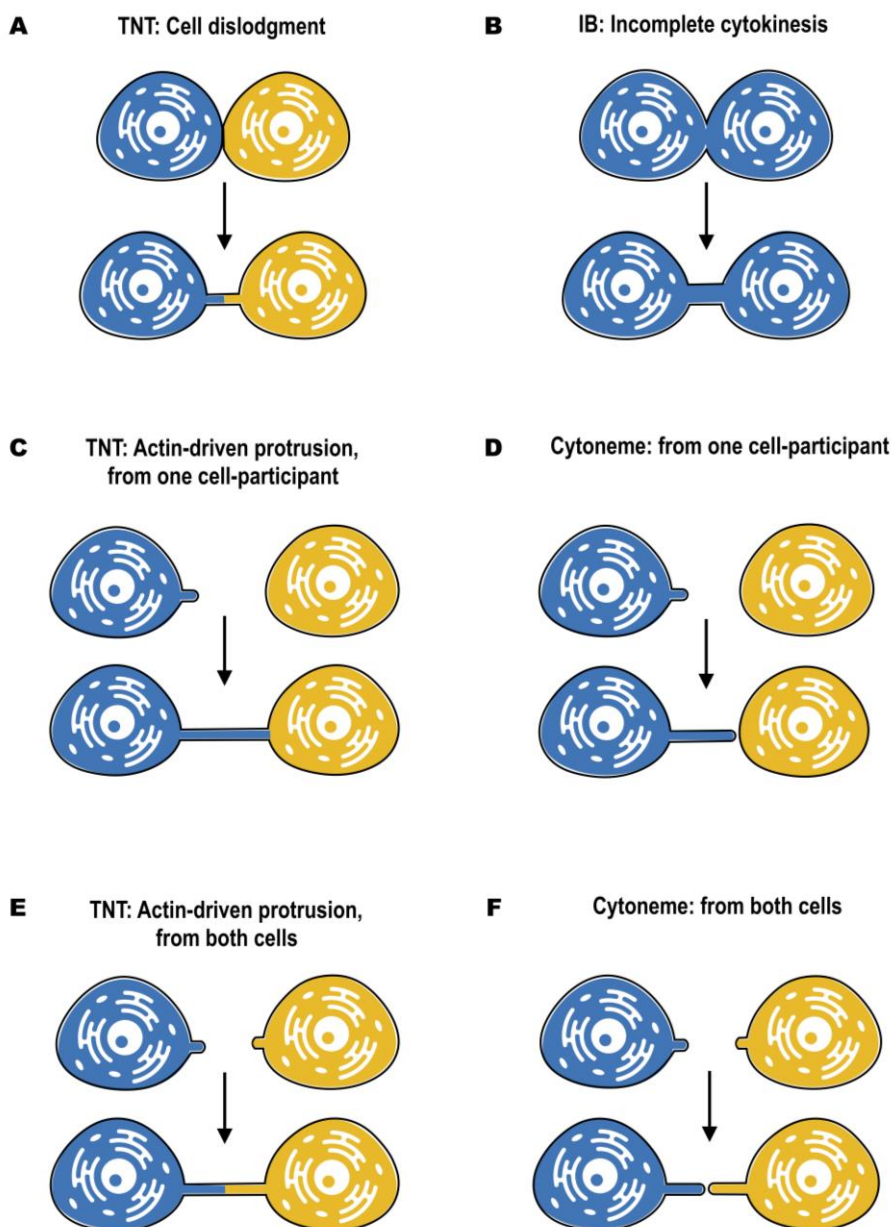 A TNT: Cell dislodgment
B IB: Incomplete cytokinesis
C TNT: Actin-driven protrusion,
from one cell-participant
D Cytoneme: from one cell-participant
E TNT: Actin-driven protrusion,
from both cells
F Cytoneme: from both cells